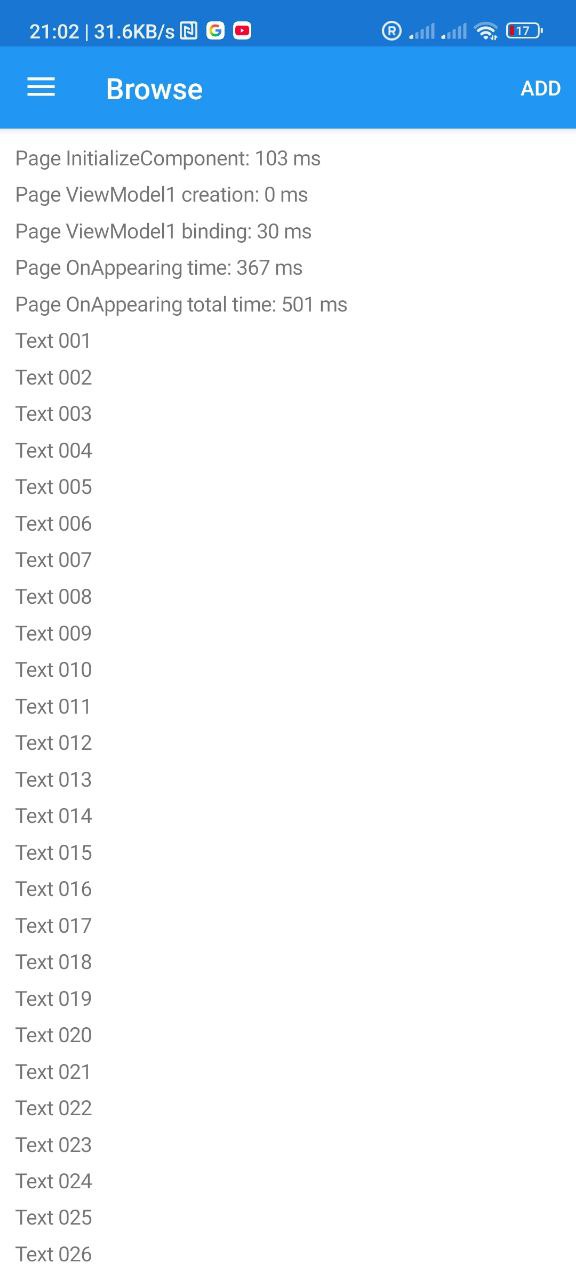 21:02 | 31.6KB/s
17
Browse
ADD
Page InitializeComponent: 103 ms
Page ViewModel1 creation: 0 ms
Page ViewModel1 binding: 30 ms
Page OnAppearing time: 367 ms
Page OnAppearing total time: 501 ms
Text 001
Text 002
Text 003
Text 004
Text 005
Text 006
Text 007
Text 008
Text 009
Text 010
Text 011
Text 012
Text 013
Text 014
Text 015
Text 016
Text 017
Text 018
Text 019
Text 020
Text 021
Text 022
Text 023
Text 024
Text 025
Text 026